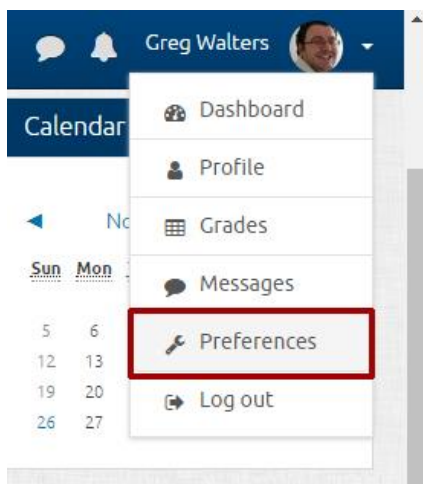 Greg Walters
Dashboard
Calendar
Profile
Grades
Sun Mon
Messages
5 6
Preferences
12 13
19 20
Log out
26 27